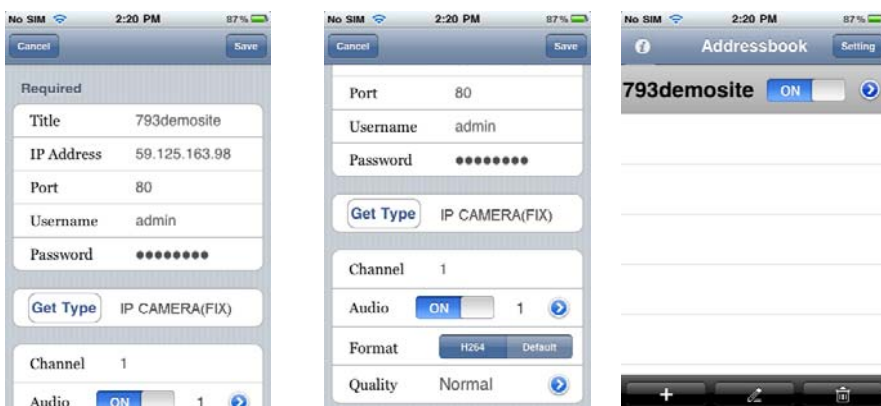 No SIM 2:20 PM 87%
Cancel Save
Required
Title 793demosite
IP Address 59.125.163.98
Port 80
Username admin
Password ●●●●●●●●
Get Type IP CAMERA(FIX)
Channel 1
Audio ON 1
No SIM 2:20 PM 87%
Cancel Save
Port 80
Username admin
Password ●●●●●●●●
Get Type IP CAMERA(FIX)
Channel 1
Audio ON 1
Format H264 Default
Quality Normal
No SIM 2:20 PM 87%
Addressbook Setting
793demosite ON